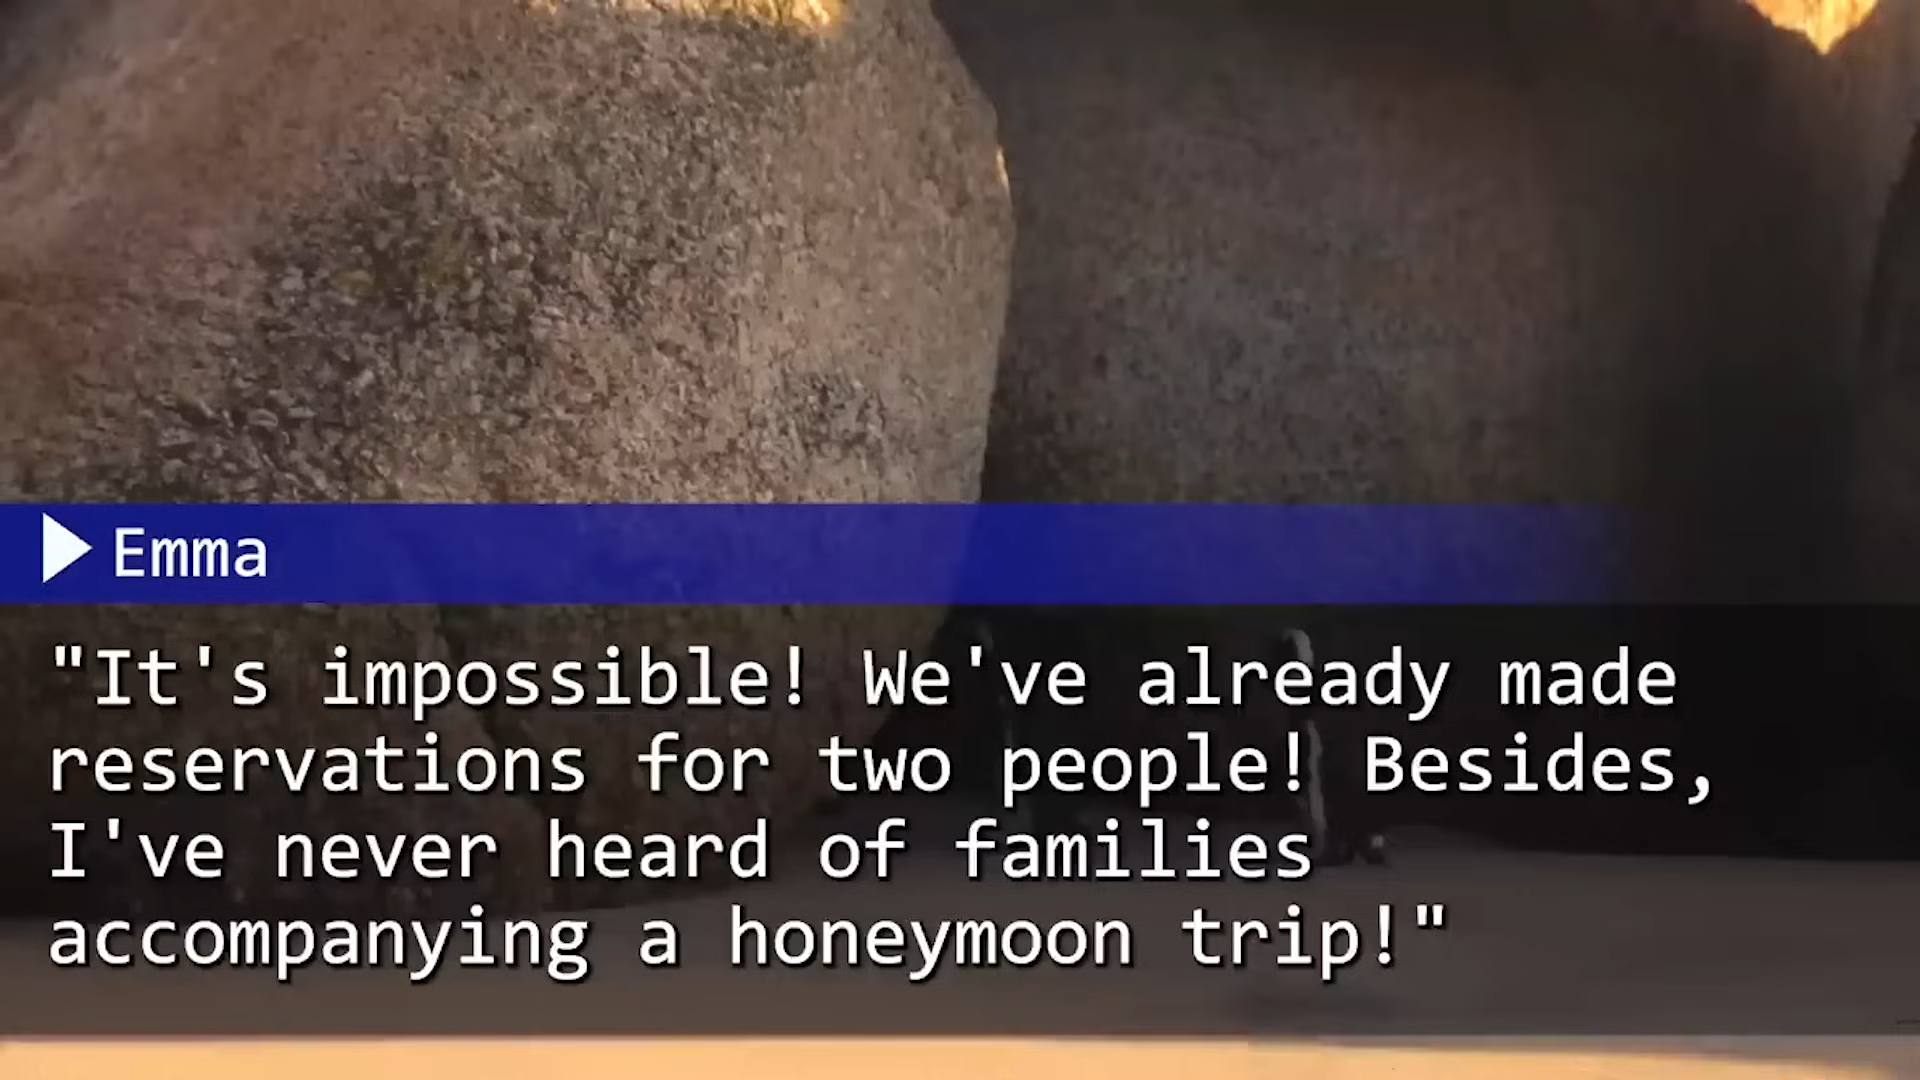 Emma
"It's impossible! We've already made
reservations for two people! Besides,
I've never heard of families
accompanying a honeymoon trip!"